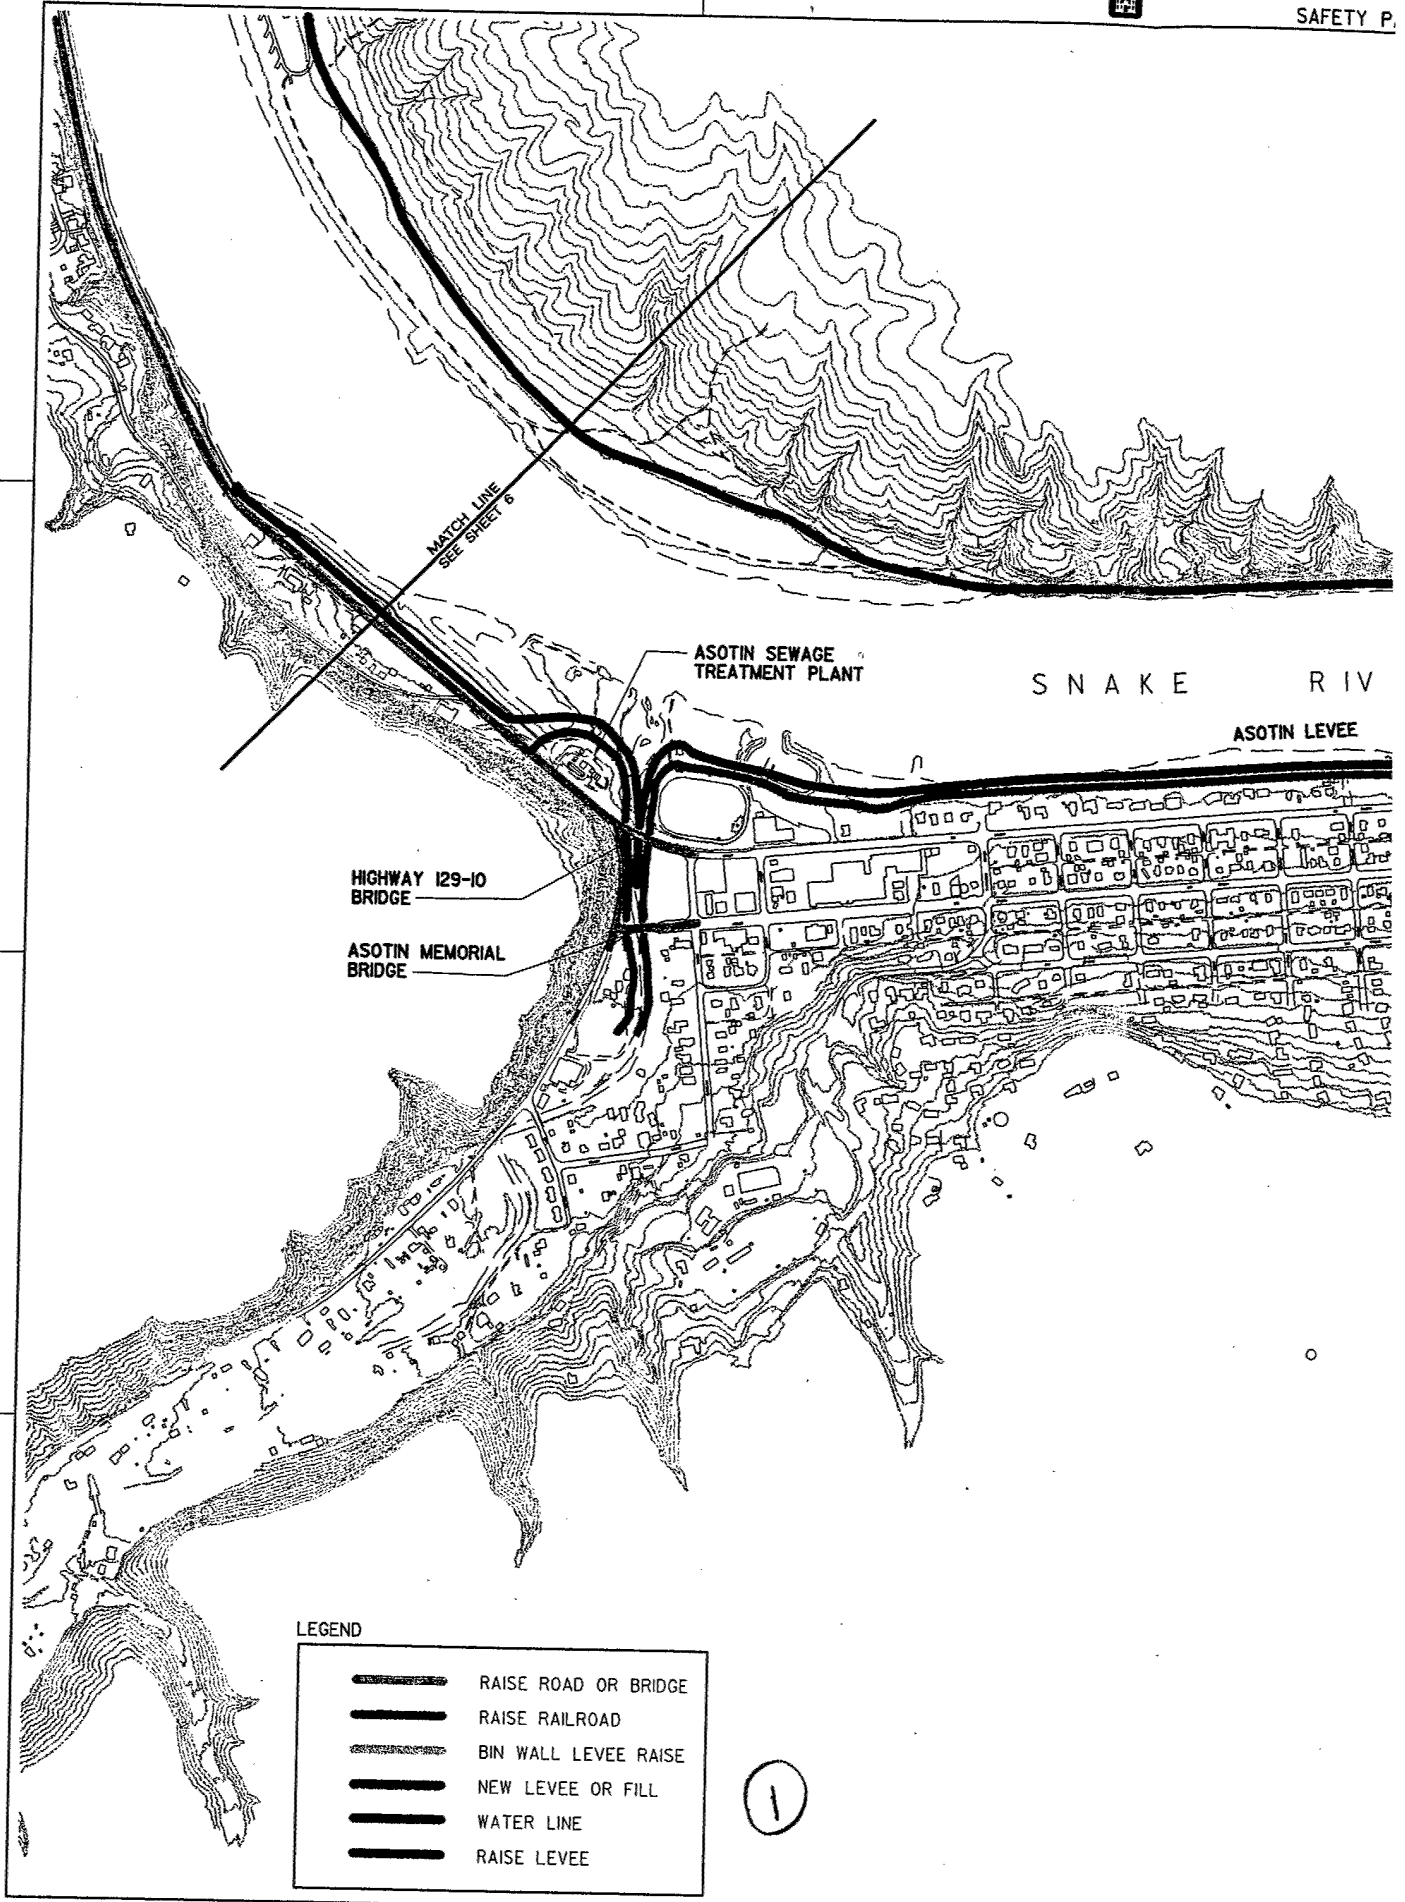 SAFETY P
MATCH LINE
SEE SHEET 6
ASOTIN SEWAGE
TREATMENT PLANT
SNAKE RIV
ASOTIN LEVEE
HIGHWAY 129-10
BRIDGE
ASOTIN MEMORIAL
BRIDGE
LEGEND
RAISE ROAD OR BRIDGE
RAISE RAILROAD
BIN WALL LEVEE RAISE
NEW LEVEE OR FILL
WATER LINE
RAISE LEVEE
1